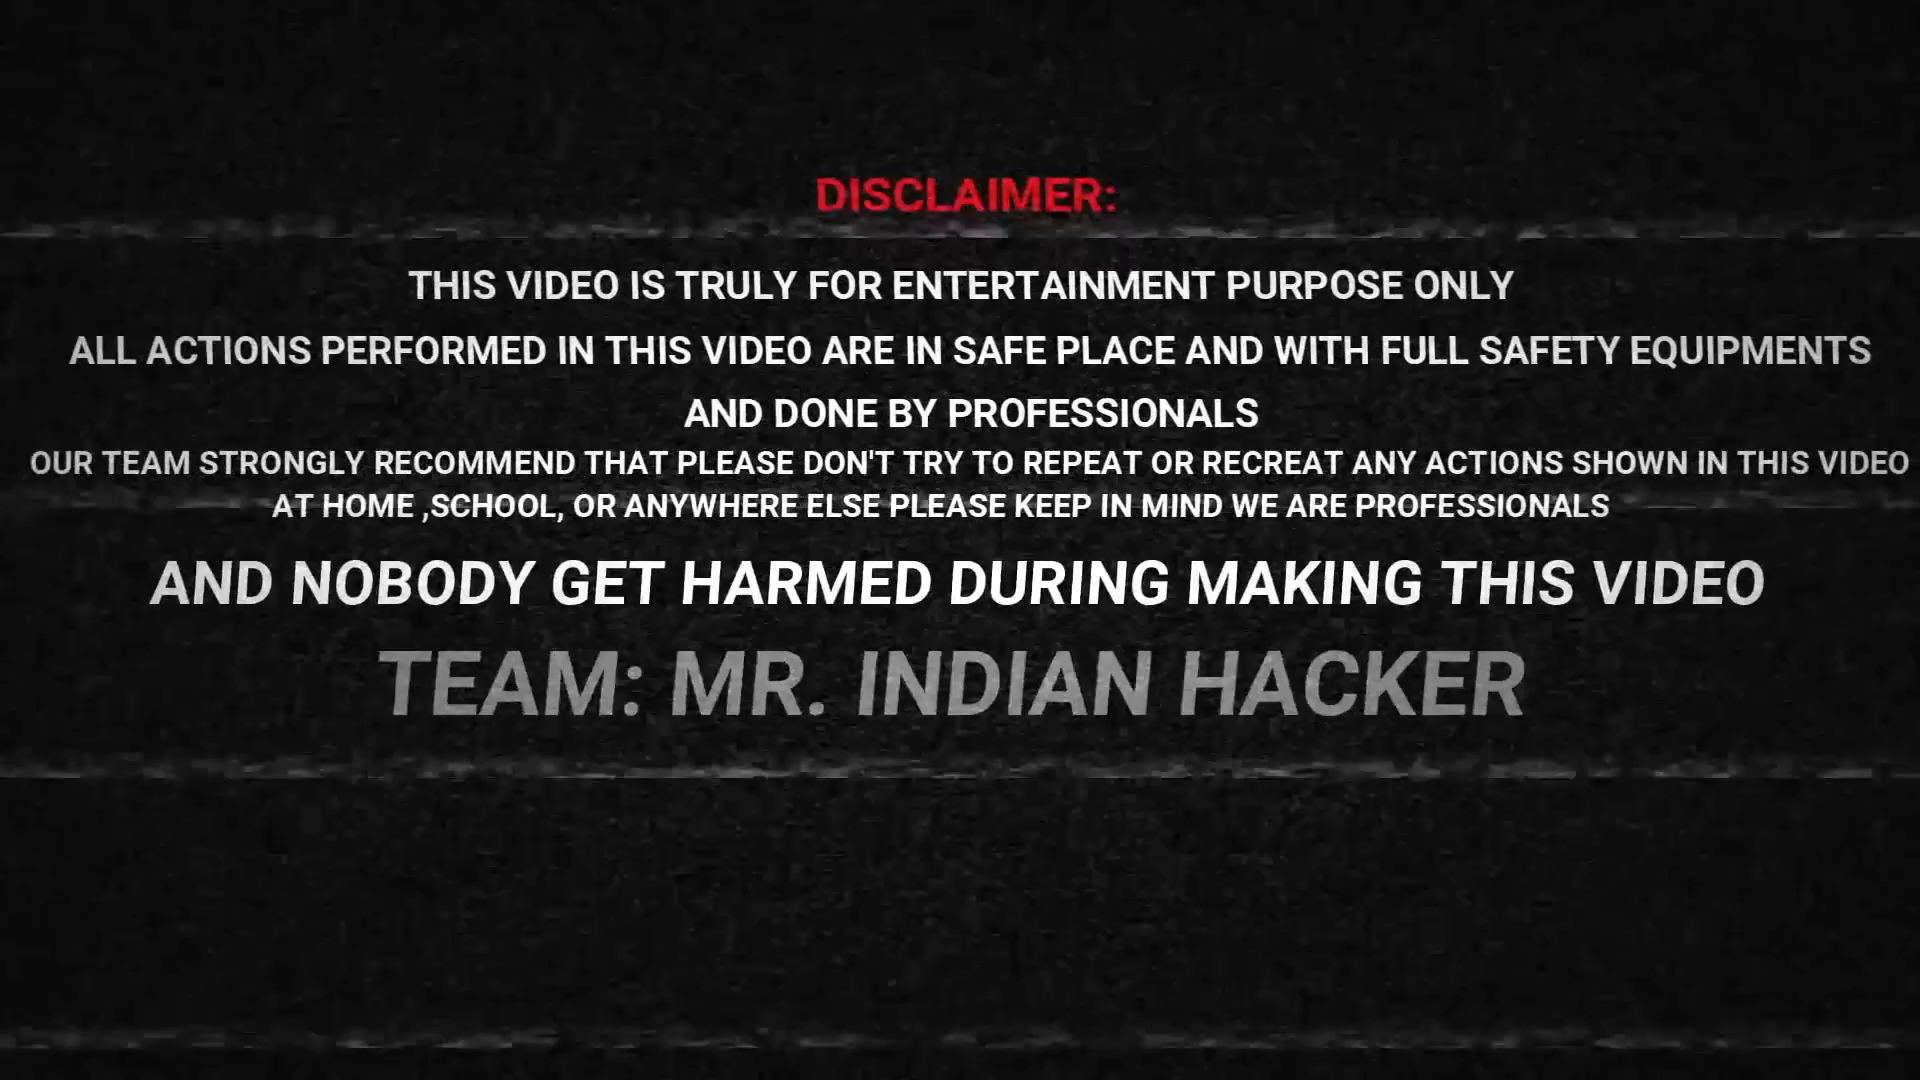 DISCLAIMER:
THIS VIDEO IS TRULY FOR ENTERTAINMENT PURPOSE ONLY
ALL ACTIONS PERFORMED IN THIS VIDEO ARE IN SAFE PLACE AND WITH FULL SAFETY EQUIPMENTS
AND DONE BY PROFESSIONALS
OUR TEAM STRONGLY RECOMMEND THAT PLEASE DON'T TRY TO REPEAT OR RECREAT ANY ACTIONS SHOWN IN THIS VIDEO
AT HOME ,SCHOOL, OR ANYWHERE ELSE PLEASE KEEP IN MIND WE ARE PROFESSIONALS
AND NOBODY GET HARMED DURING MAKING THIS VIDEO
TEAM: MR. INDIAN HACKER